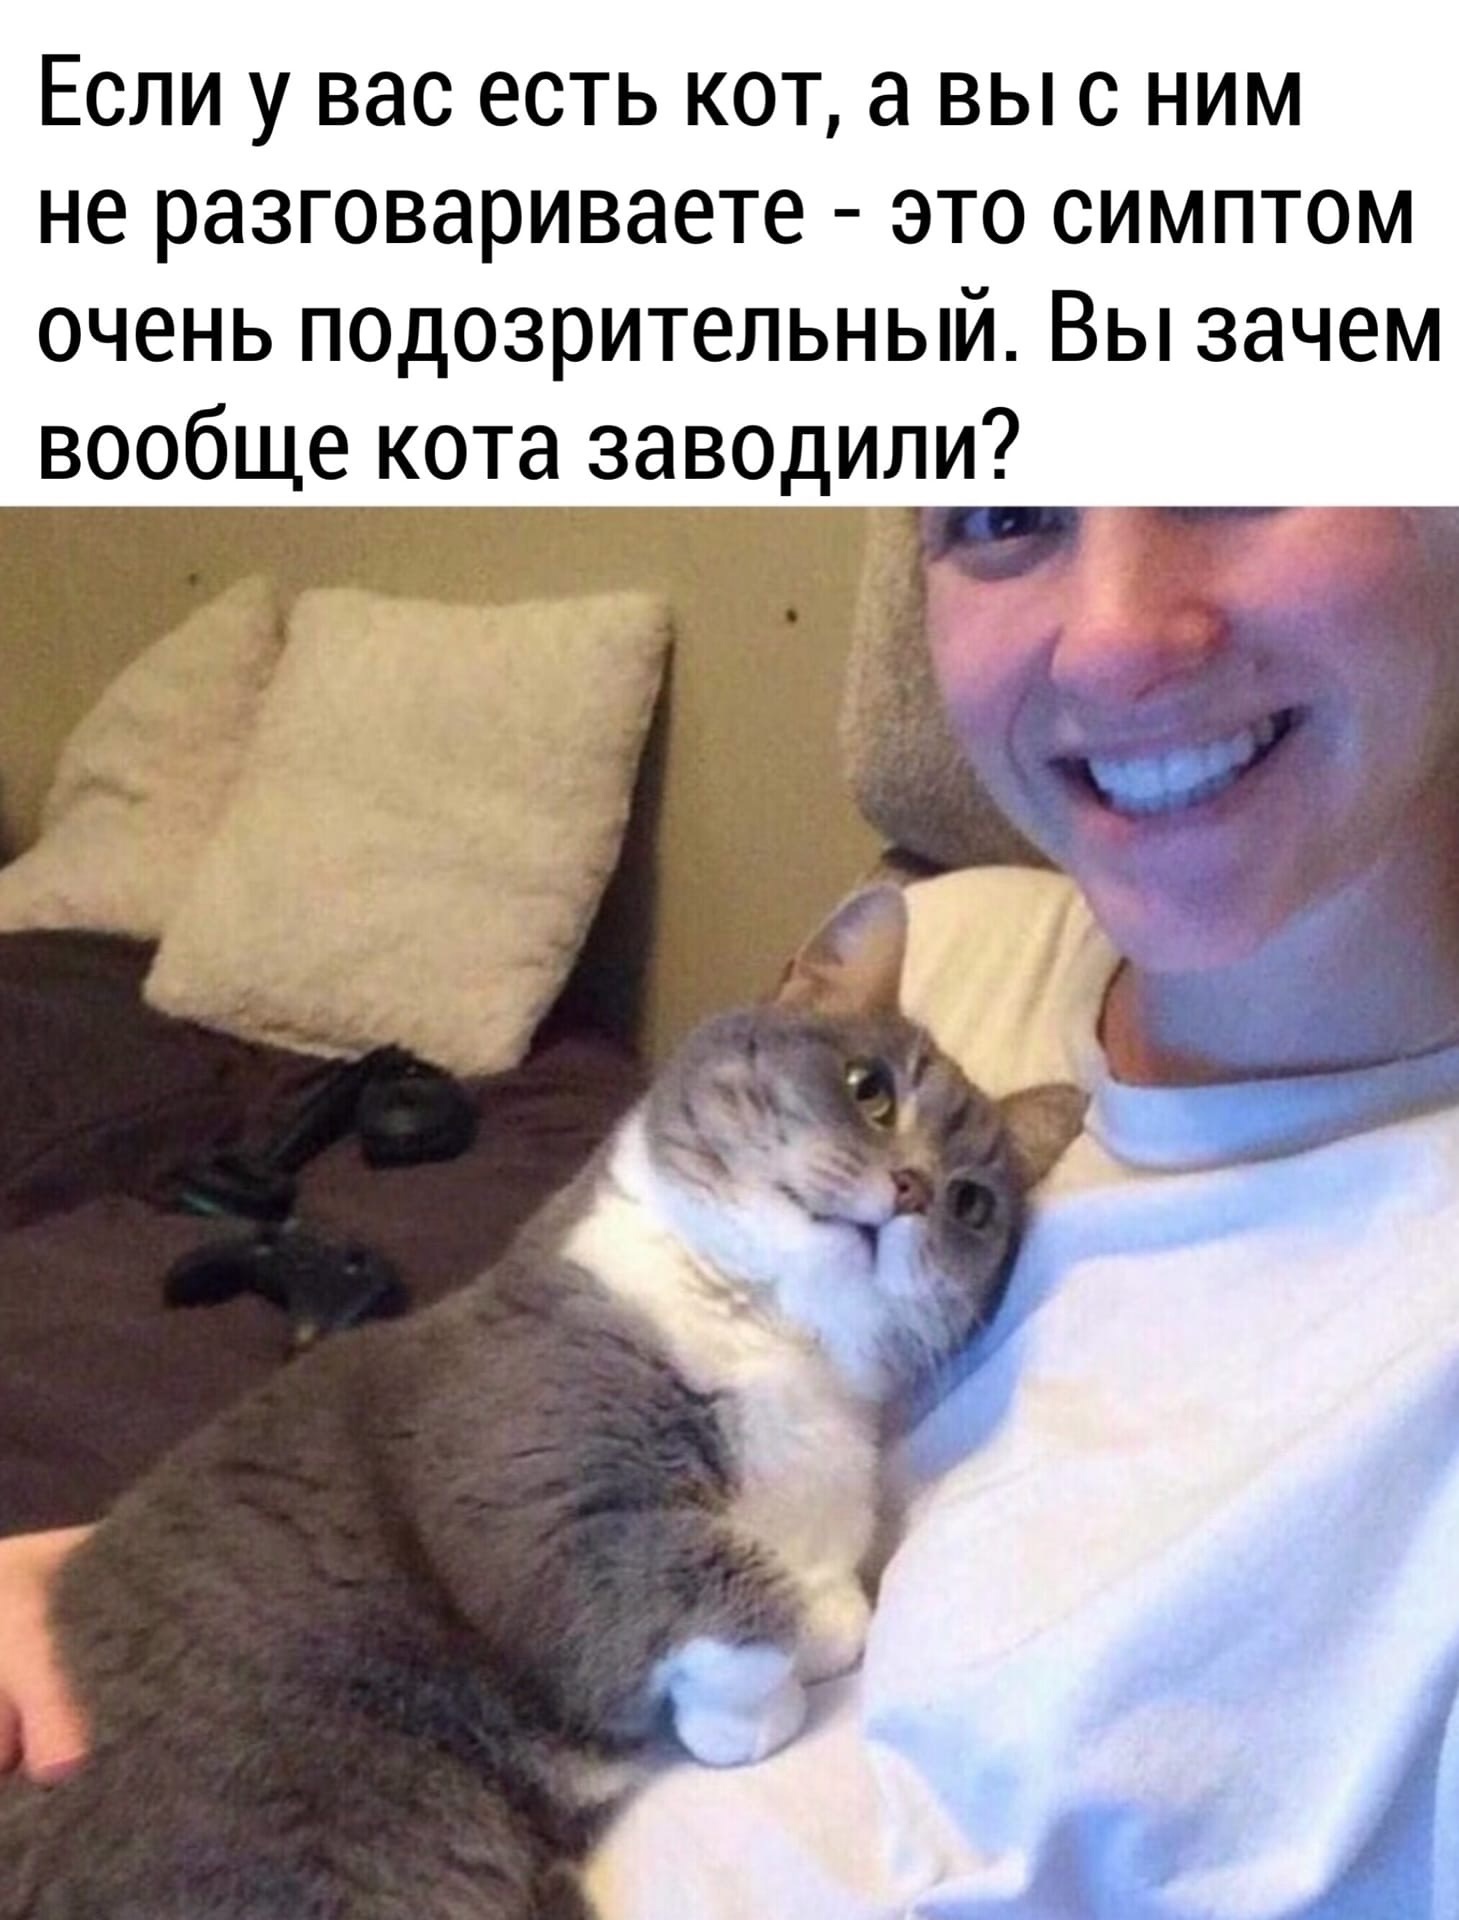 Если у вас есть кот, а вы с ним
не разговариваете - это симптом
очень подозрительный. Вы зачем
вообще кота заводили?